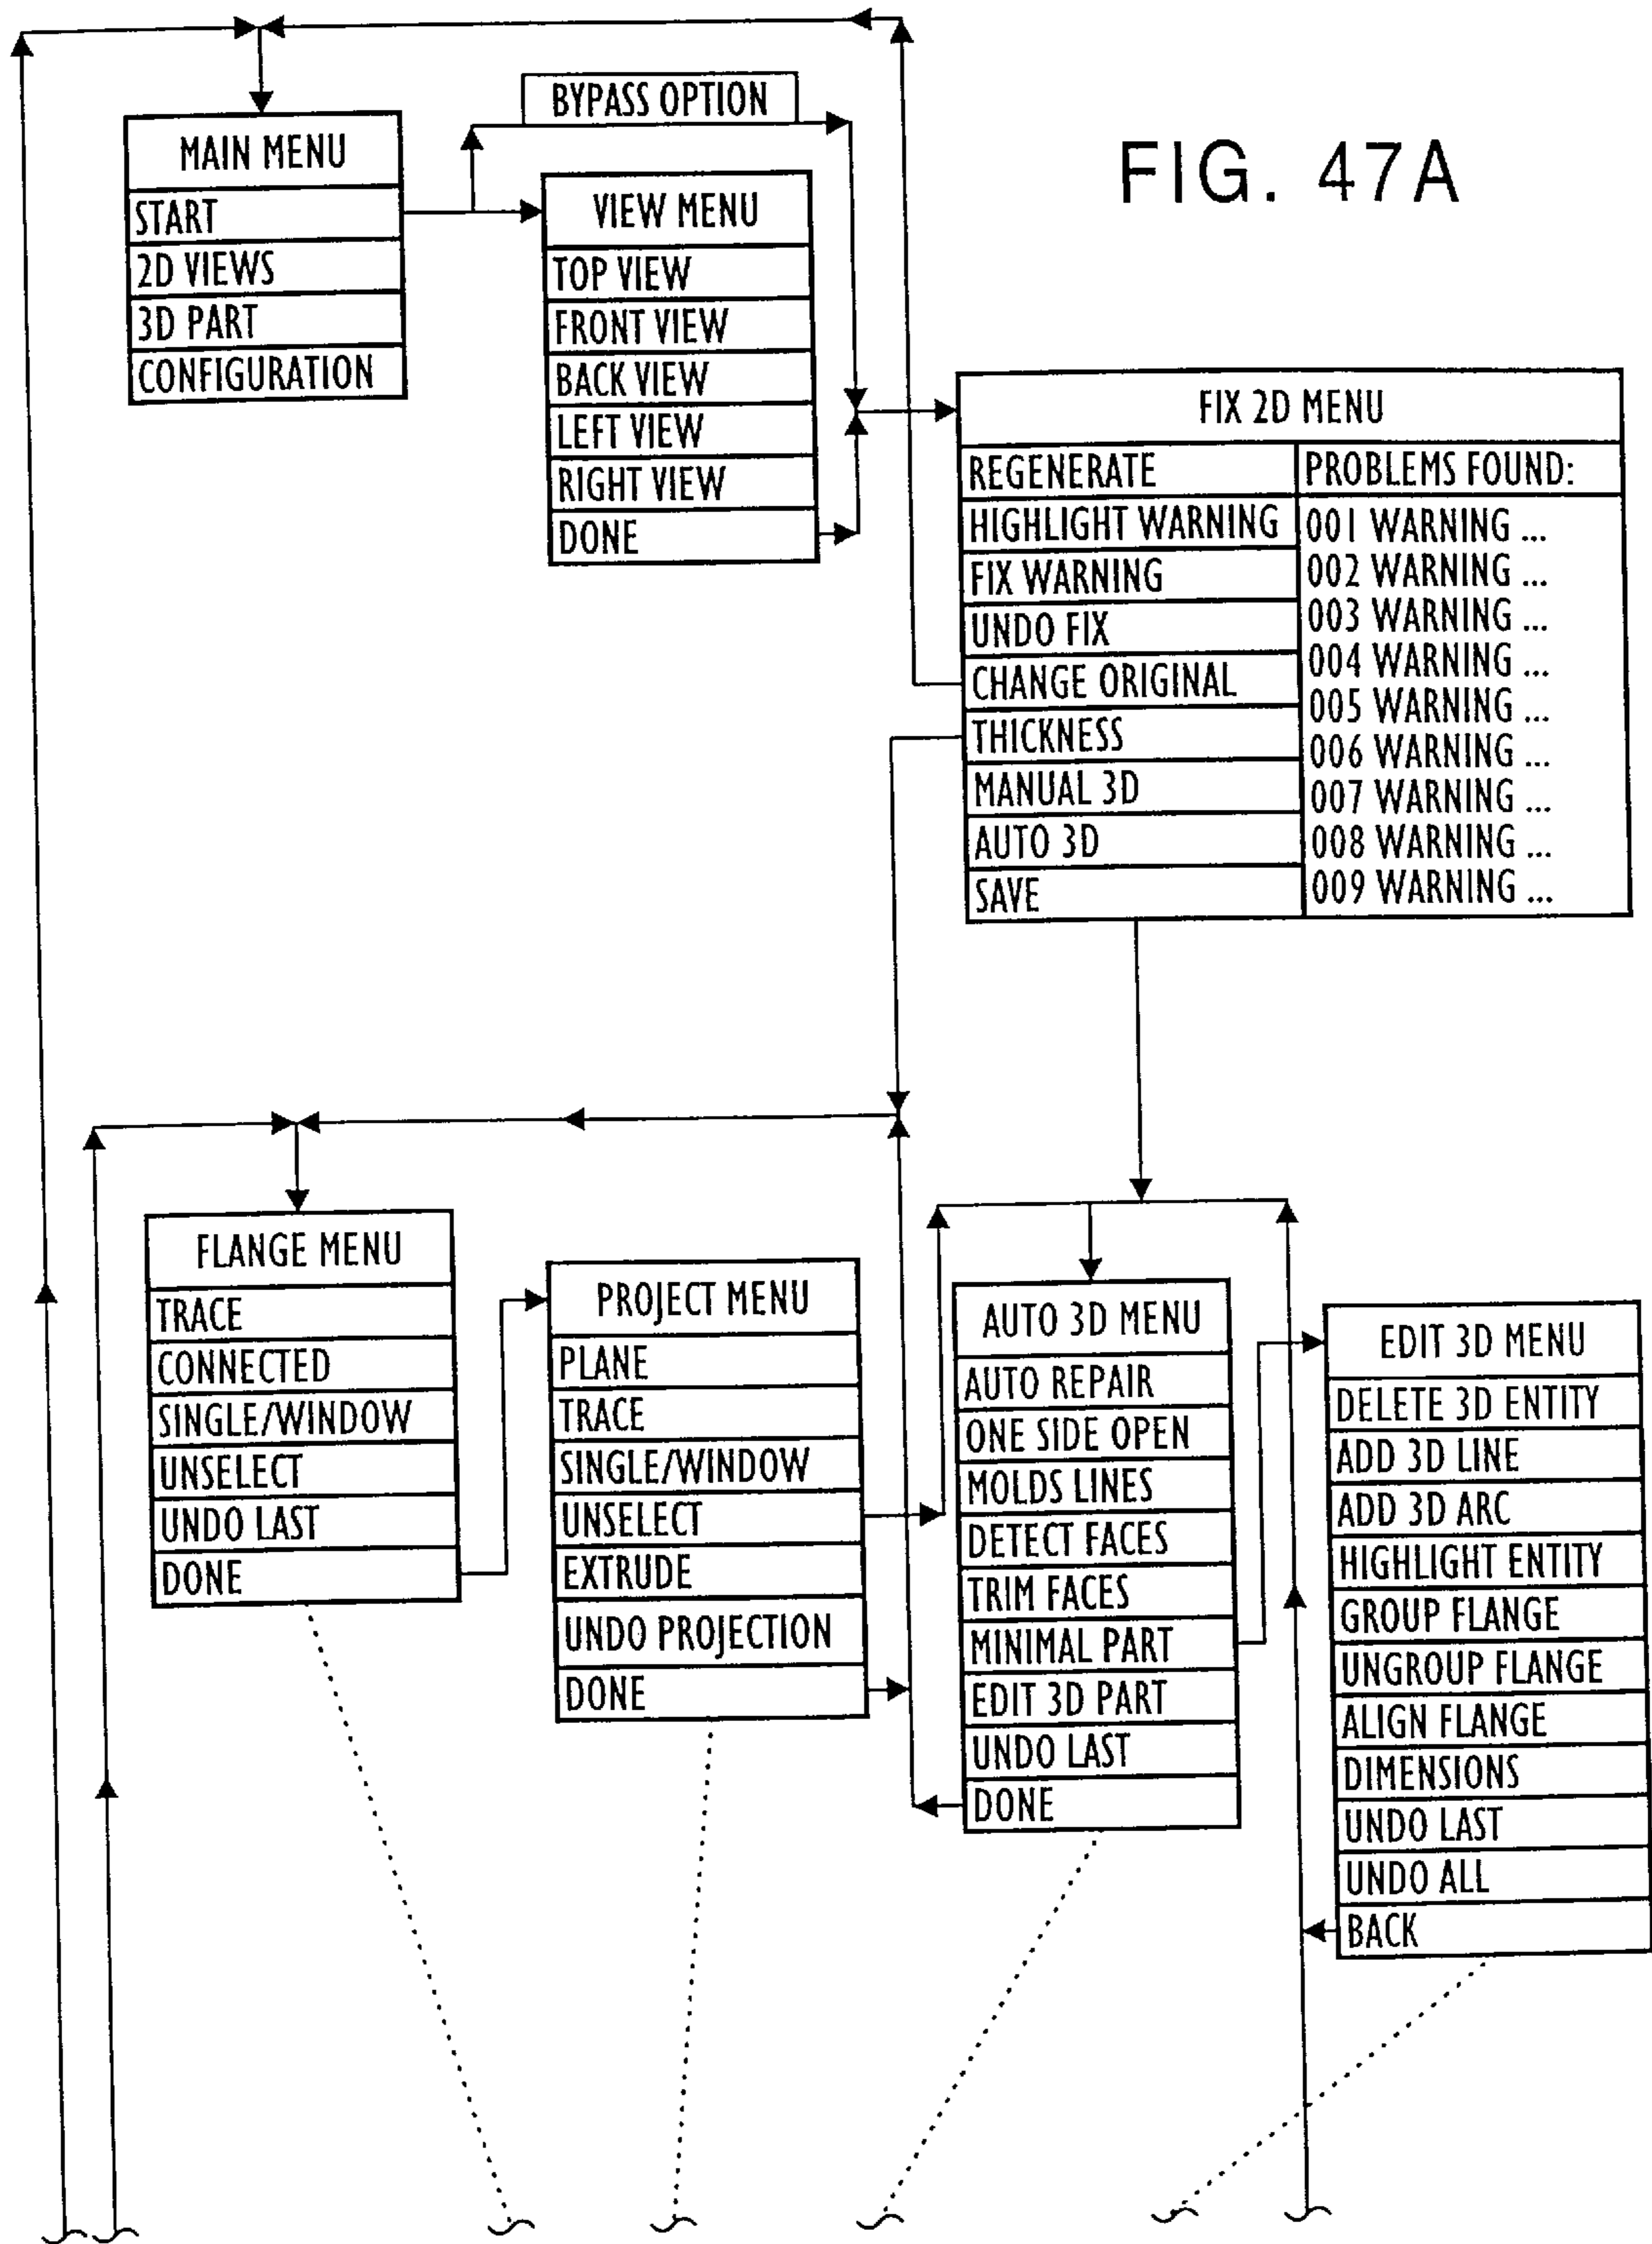 FIG. 47A
BYPASS OPTION
MAIN MENU
START
2D VIEWS
3D PART
CONFIGURATION
VIEW MENU
TOP VIEW
FRONT VIEW
BACK VIEW
LEFT VIEW
RIGHT VIEW
DONE
FIX 2D MENU
REGENERATE
HIGHLIGHT WARNING
FIX WARNING
UNDO FIX
CHANGE ORIGINAL
THICKNESS
MANUAL 3D
AUTO 3D
SAVE
PROBLEMS FOUND:
001 WARNING ...
002 WARNING ...
003 WARNING ...
004 WARNING ...
005 WARNING ...
006 WARNING ...
007 WARNING ...
008 WARNING ...
009 WARNING ...
FLANGE MENU
TRACE
CONNECTED
SINGLE/WINDOW
UNSELECT
UNDO LAST
DONE
PROJECT MENU
PLANE
TRACE
SINGLE/WINDOW
UNSELECT
EXTRUDE
UNDO PROJECTION
DONE
AUTO 3D MENU
AUTO REPAIR
ONE SIDE OPEN
MOLDS LINES
DETECT FACES
TRIM FACES
MINIMAL PART
EDIT 3D PART
UNDO LAST
DONE
EDIT 3D MENU
DELETE 3D ENTITY
ADD 3D LINE
ADD 3D ARC
HIGHLIGHT ENTITY
GROUP FLANGE
UNGROUP FLANGE
ALIGN FLANGE
DIMENSIONS
UNDO LAST
UNDO ALL
BACK